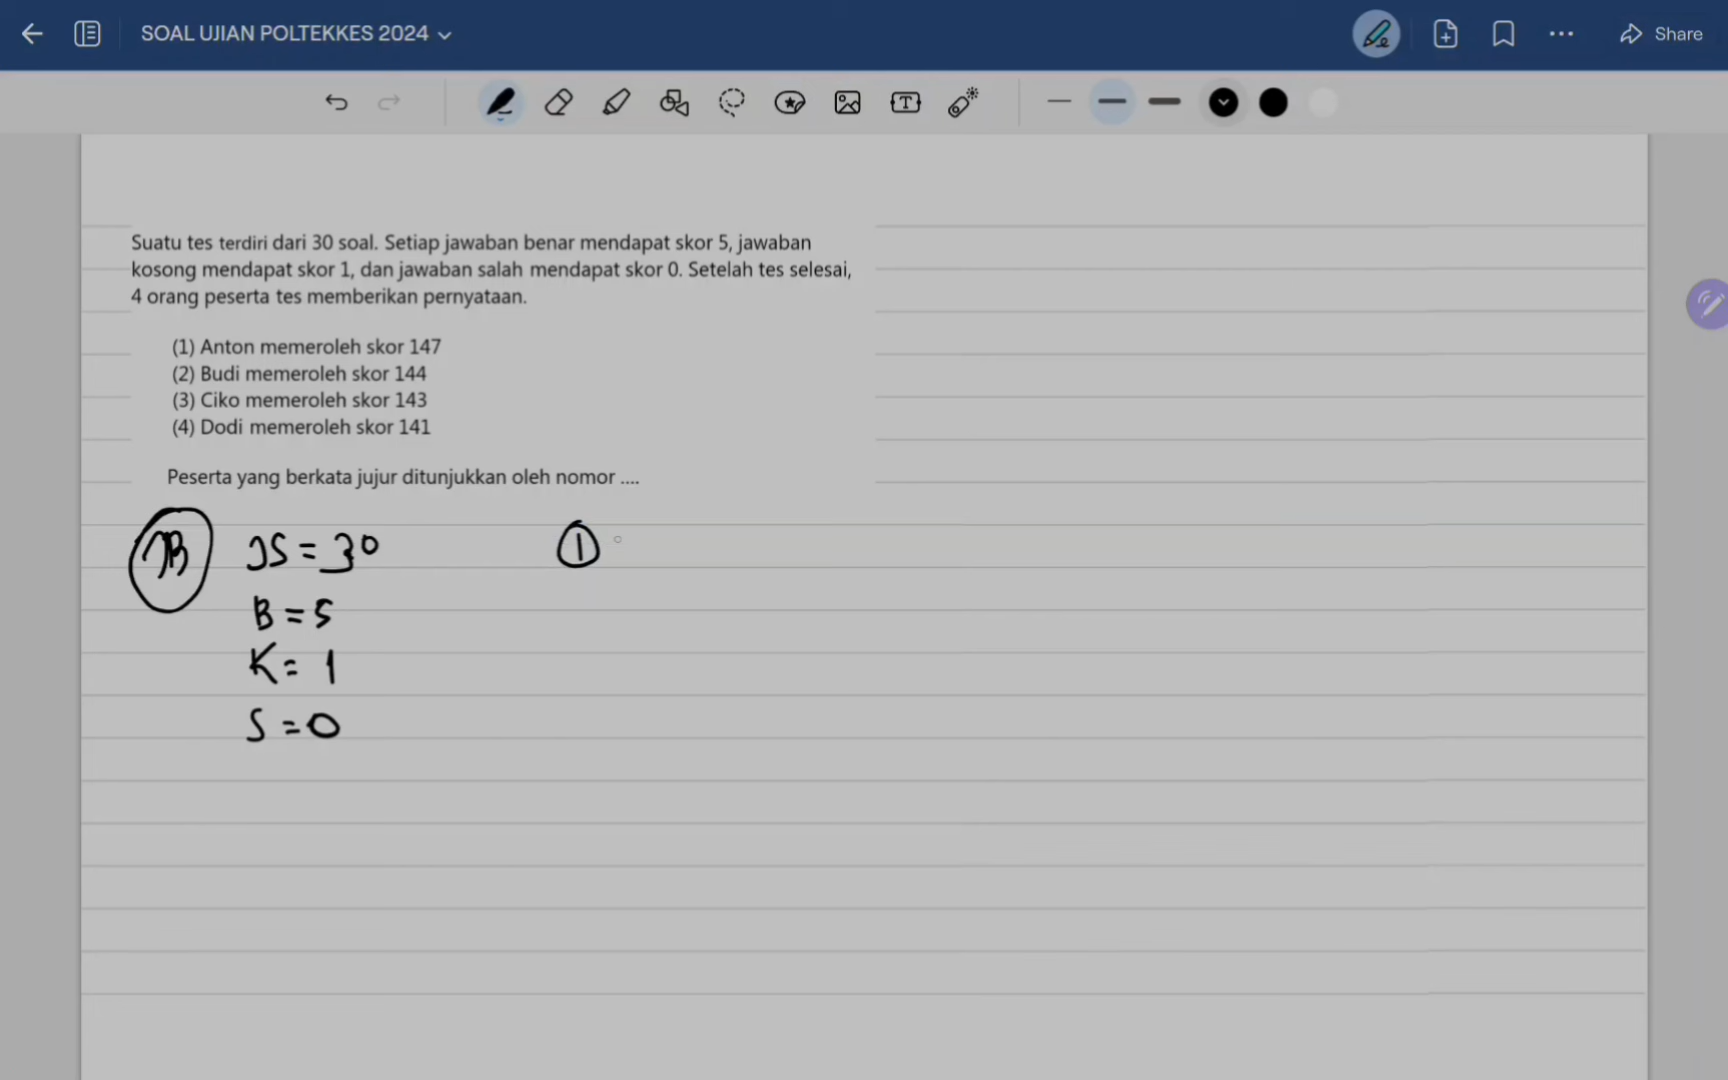 SOAL UJIAN POLTEKKES 2024
Share
Suatu tes terdiri dari 30 soal. Setiap jawaban benar mendapat skor 5, jawaban
kosong mendapat skor 1, dan jawaban salah mendapat skor 0. Setelah tes selesai,
4 orang peserta tes memberikan pernyataan.
(1) Anton memeroleh skor 147
(2) Budi memeroleh skor 144
(3) Ciko memeroleh skor 143
(4) Dodi memeroleh skor 141
Peserta yang berkata jujur ditunjukkan oleh nomor ....
JS = 30
1
B = 5
K = 1
S = 0